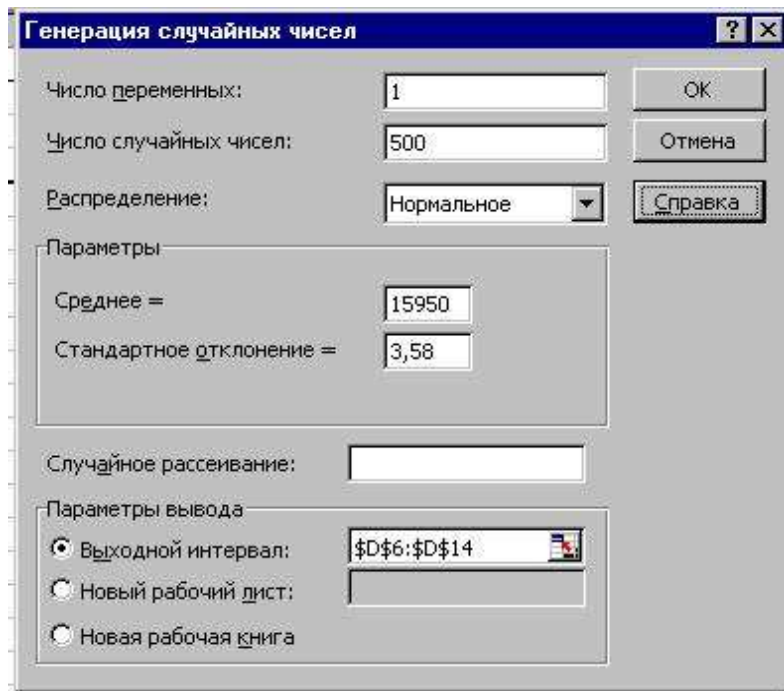 Генерация случайных чисел
Число переменных: 1 ОК
Число случайных чисел: 500 Отмена
Распределение: Нормальное Справка
Параметры
Среднее = 15950
Стандартное отклонение = 3,58
Случайное рассеивание:
Параметры вывода
Выходной интервал: $D$6:$D$14
Новый рабочий лист:
Новая рабочая книга